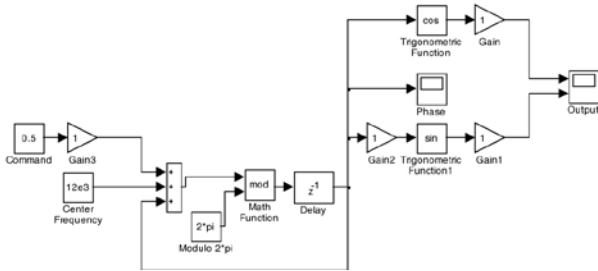 cos
1
Trigonometric
Function
Gain
Phase
Output
0.5
1
1
sin
1
Command
Gain3
Gain2
Trigonometric
Function1
Gain1
+
+
+
12e3
mod
z-1
Center
Frequency
Math
Function
Delay
2*pi
Modulo 2*pi